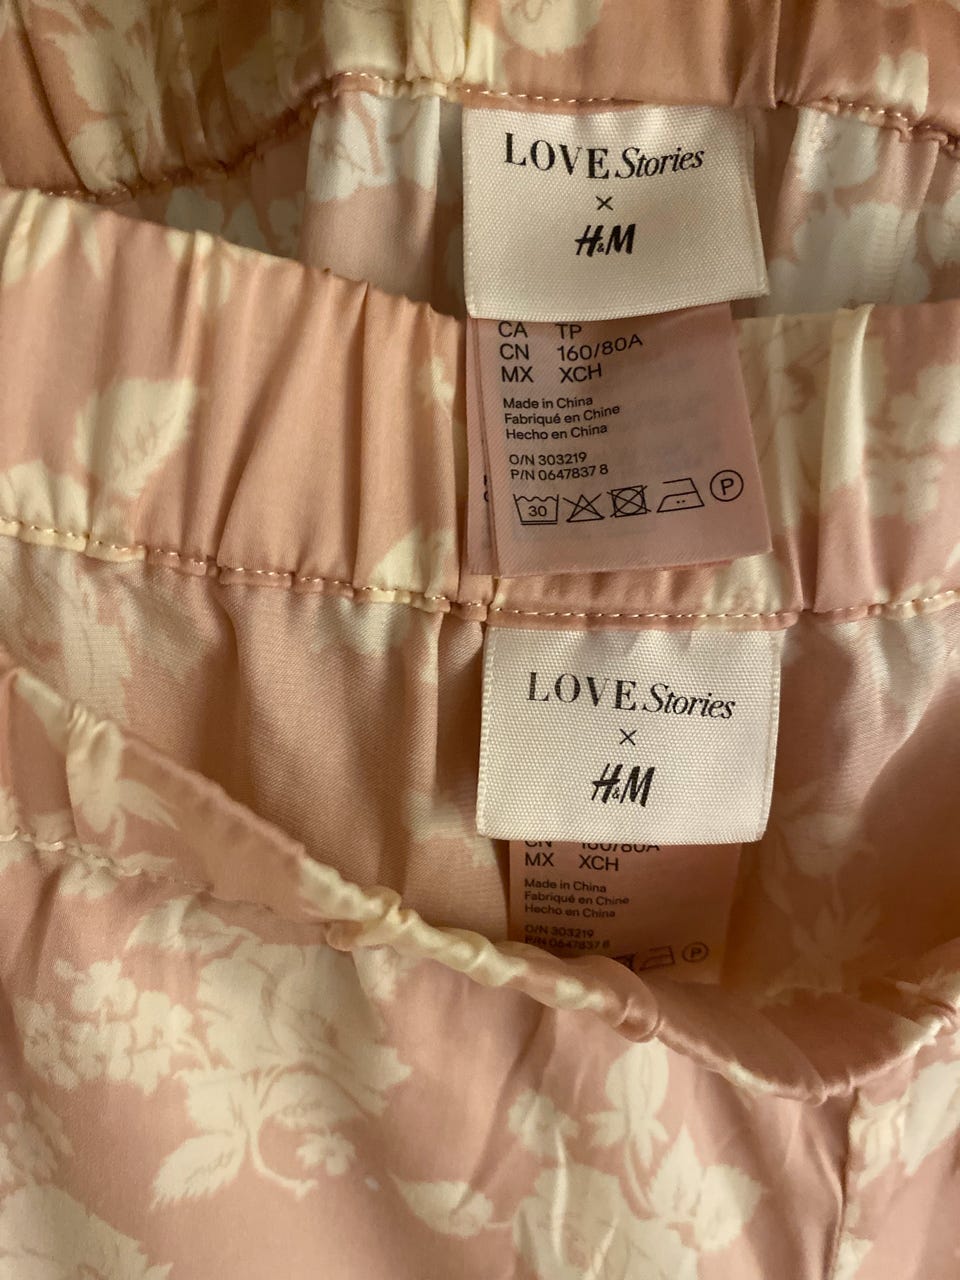 LOVE Stories
×
H&M
CA TP
CN 160/80A
MX XCH
Made in China
Fabriqué en Chine
Hecho en China
O/N 303219
P/N 0647837 8
30
P
LOVE Stories
×
H&M
CN 160/80A
MX XCH
Made in China
Fabriqué en Chine
Hecho en China
O/N 303219
P/N 0647837 8
P